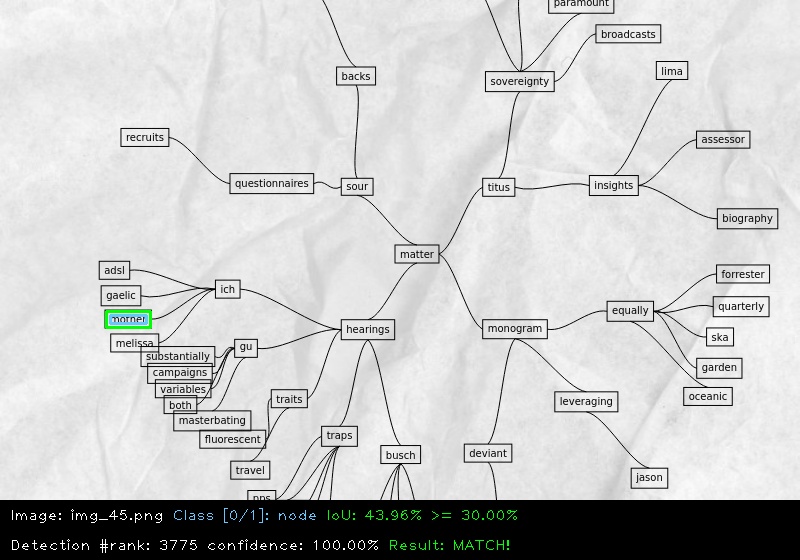 paramount
broadcasts
backs
sovereignty
lima
recruits
assessor
questionnaires
sour
titus
insights
biography
matter
adsl
ich
gaelic
forrester
quarterly
equally
mother
hearings
monogram
ska
melissa
gu
substantially
campaigns
garden
variables
oceanic
both
traits
leveraging
masterbating
fluorescent
traps
travel
busch
deviant
jason
Image: img_45.png Class [0/1]: node IoU: 43.96% >= 30.00%
Detection #rank: 3775 confidence: 100.00% Result: MATCH!